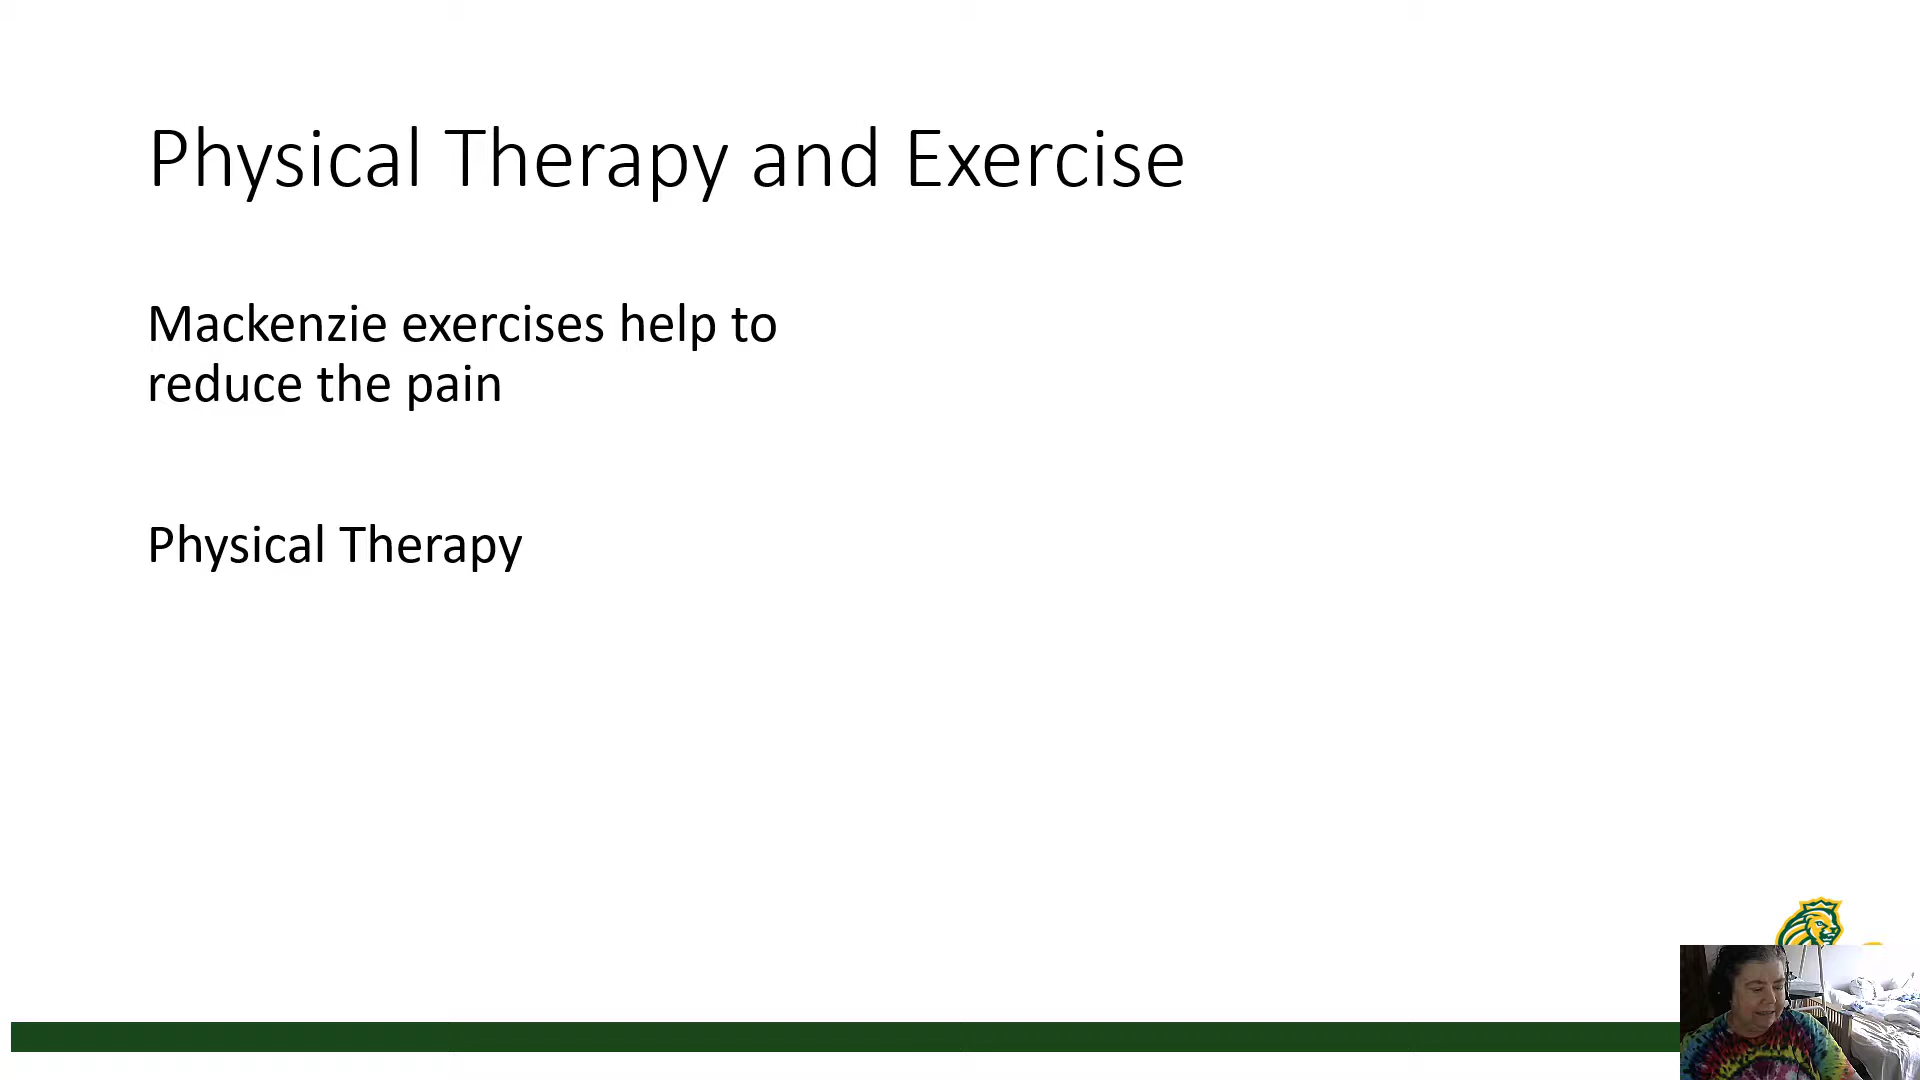 Physical Therapy and Exercise
Mackenzie exercises help to
reduce the pain
Physical Therapy